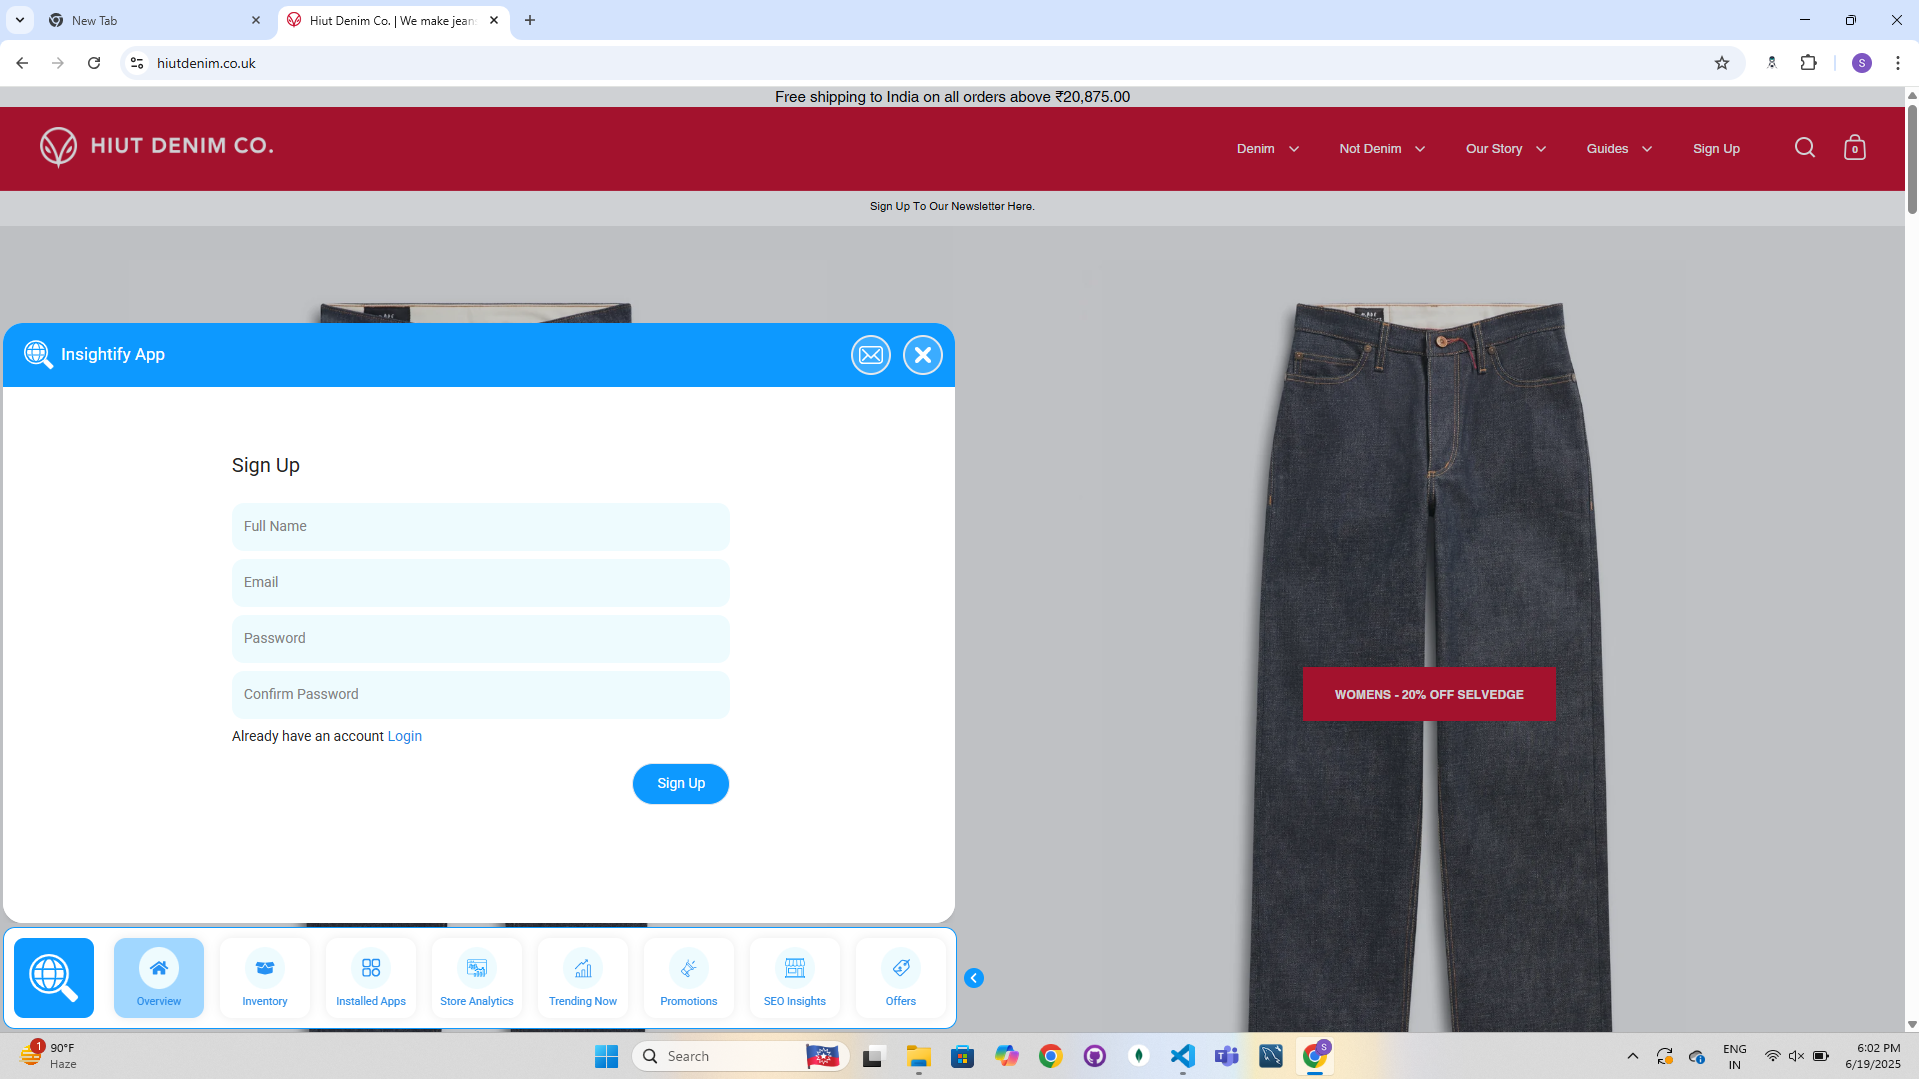 New Tab
Hiut Denim Co. | We make jean
hiutdenim.co.uk
S
Free shipping to India on all orders above ₹20,875.00
HIUT DENIM CO.
Denim
Not Denim
Our Story
Guides
Sign Up
0
Sign Up To Our Newsletter Here.
Insightify App
Sign Up
Full Name
Email
Password
Confirm Password
Already have an account Login
Sign Up
WOMENS - 20% OFF SELVEDGE
Overview
Inventory
Installed Apps
Store Analytics
Trending Now
Promotions
SEO Insights
Offers
1
90°F
Haze
Search
S
ENG
IN
6:02 PM
6/19/2025